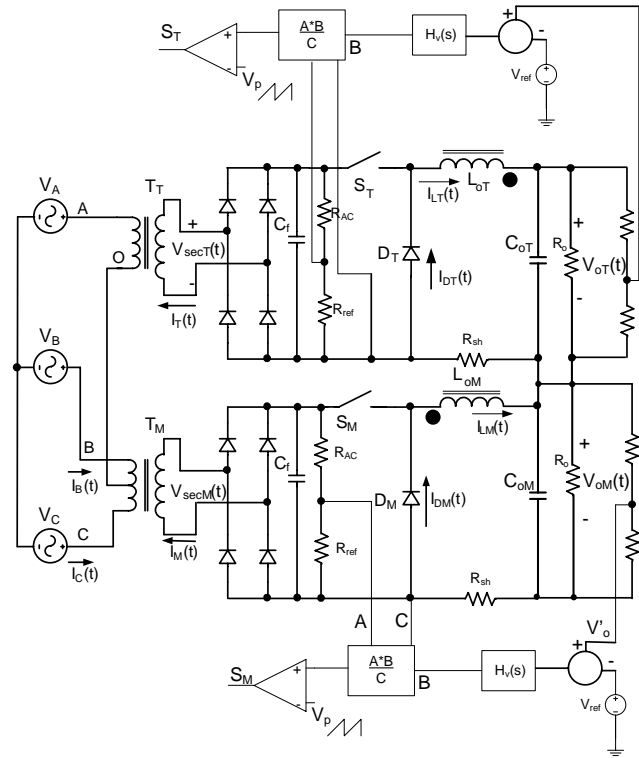 S_T
+
-
V_p
A*B
C
B
H_v(s)
+
-
V_ref
V_A
A
T_T
O
+
V_secT(t)
-
I_T(t)
C_f
R_AC
R_ref
S_T
D_T
I_LT(t)
L_oT
I_DT(t)
C_oT
R_o
+
V_oT(t)
-
R_sh
V_B
B
I_B(t)
V_C
C
I_C(t)
T_M
V_secM(t)
I_M(t)
C_f
R_AC
R_ref
S_M
D_M
L_oM
I_LM(t)
I_DM(t)
C_oM
R_o
+
V_oM(t)
-
R_sh
A
C
S_M
+
-
V_p
A*B
C
B
H_v(s)
V'_o
+
-
V_ref